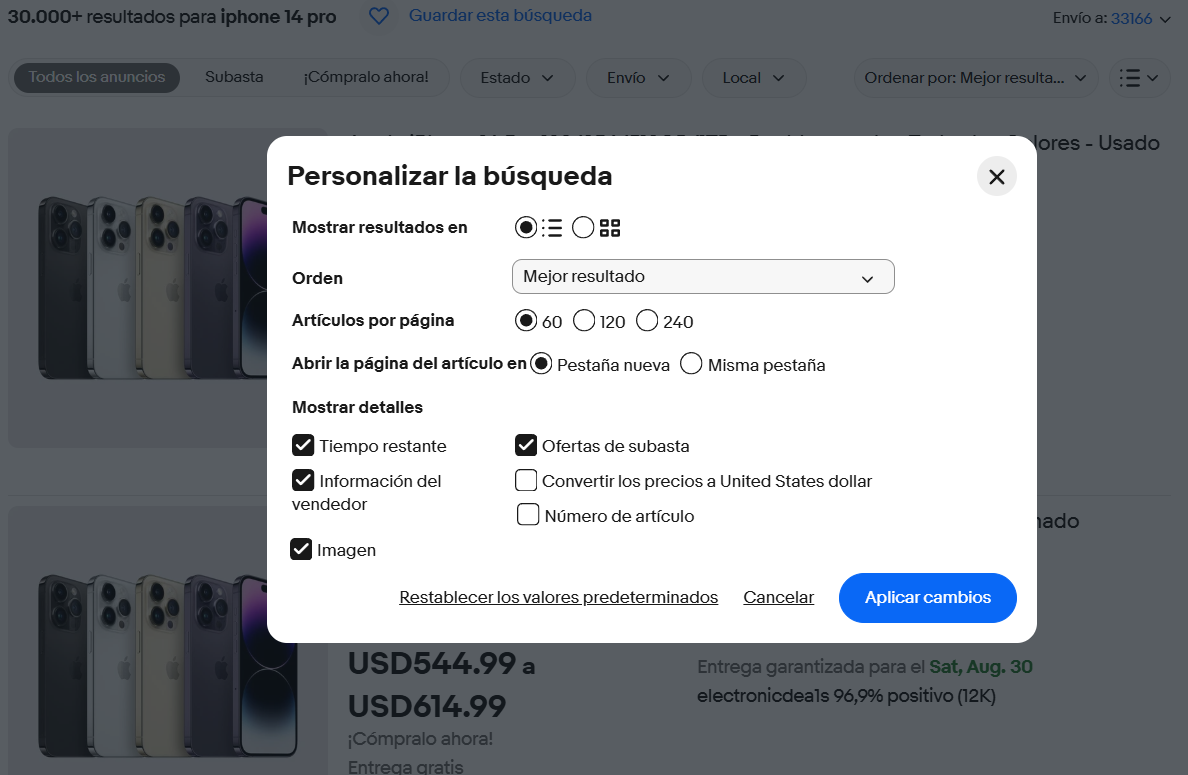 30.000+ resultados para iphone 14 pro
Guardar esta búsqueda
Envío a: 33166
Todos los anuncios
Subasta
¡Cómpralo ahora!
Estado
Envío
Local
Ordenar por: Mejor resulta...
lores - Usado
Personalizar la búsqueda
Mostrar resultados en
Orden
Mejor resultado
Artículos por página
60
120
240
Abrir la página del artículo en
Pestaña nueva
Misma pestaña
Mostrar detalles
Tiempo restante
Ofertas de subasta
Información del
vendedor
Convertir los precios a United States dollar
Número de artículo
Imagen
Restablecer los valores predeterminados
Cancelar
Aplicar cambios
USD544.99 a
USD614.99
¡Cómpralo ahora!
Entrega gratis
Entrega garantizada para el Sat, Aug. 30
electronicdea1s 96,9% positivo (12K)